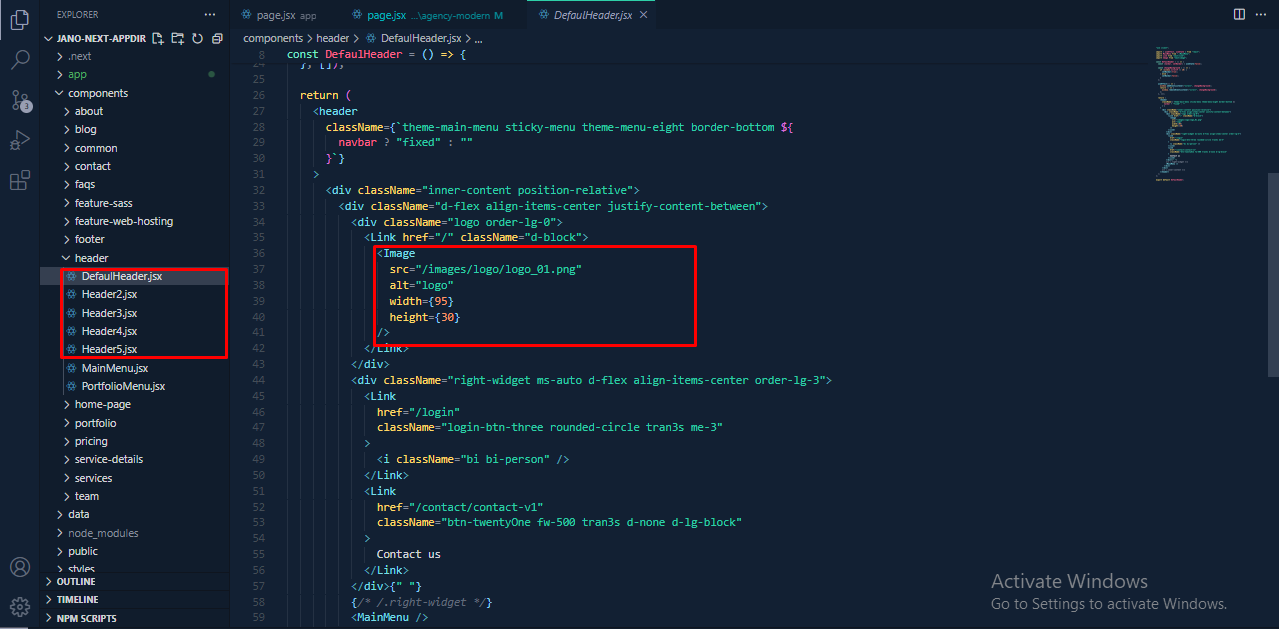 EXPLORER
JANO-NEXT-APPDIR
.next
app
components
about
blog
common
contact
faqs
feature-sass
feature-web-hosting
footer
header
DefaulHeader.jsx
Header2.jsx
Header3.jsx
Header4.jsx
Header5.jsx
MainMenu.jsx
PortfolioMenu.jsx
home-page
portfolio
pricing
service-details
services
team
data
node_modules
public
styles
OUTLINE
TIMELINE
NPM SCRIPTS
3
page.jsx app
page.jsx ...\agency-modern M
DefaulHeader.jsx
components > header > DefaulHeader.jsx > ...
8 const DefaulHeader = () => {
24 }, []);
25
26 return (
27 <header
28 className={`theme-main-menu sticky-menu theme-menu-eight border-bottom ${
29 navbar ? "fixed" : ""
30 }`}
31 >
32 <div className="inner-content position-relative">
33 <div className="d-flex align-items-center justify-content-between">
34 <div className="logo order-lg-0">
35 <Link href="/" className="d-block">
36 <Image
37 src="/images/logo/logo_01.png"
38 alt="logo"
39 width={95}
40 height={30}
41 />
42 </Link>
43 </div>
44 <div className="right-widget ms-auto d-flex align-items-center order-lg-3">
45 <Link
46 href="/login"
47 className="login-btn-three rounded-circle tran3s me-3"
48 >
49 <i className="bi bi-person" />
50 </Link>
51 <Link
52 href="/contact/contact-v1"
53 className="btn-twentyOne fw-500 tran3s d-none d-lg-block"
54 >
55 Contact us
56 </Link>
57 </div>{" "}
58 {/* /.right-widget */}
59 <MainMenu />
Activate Windows
Go to Settings to activate Windows.